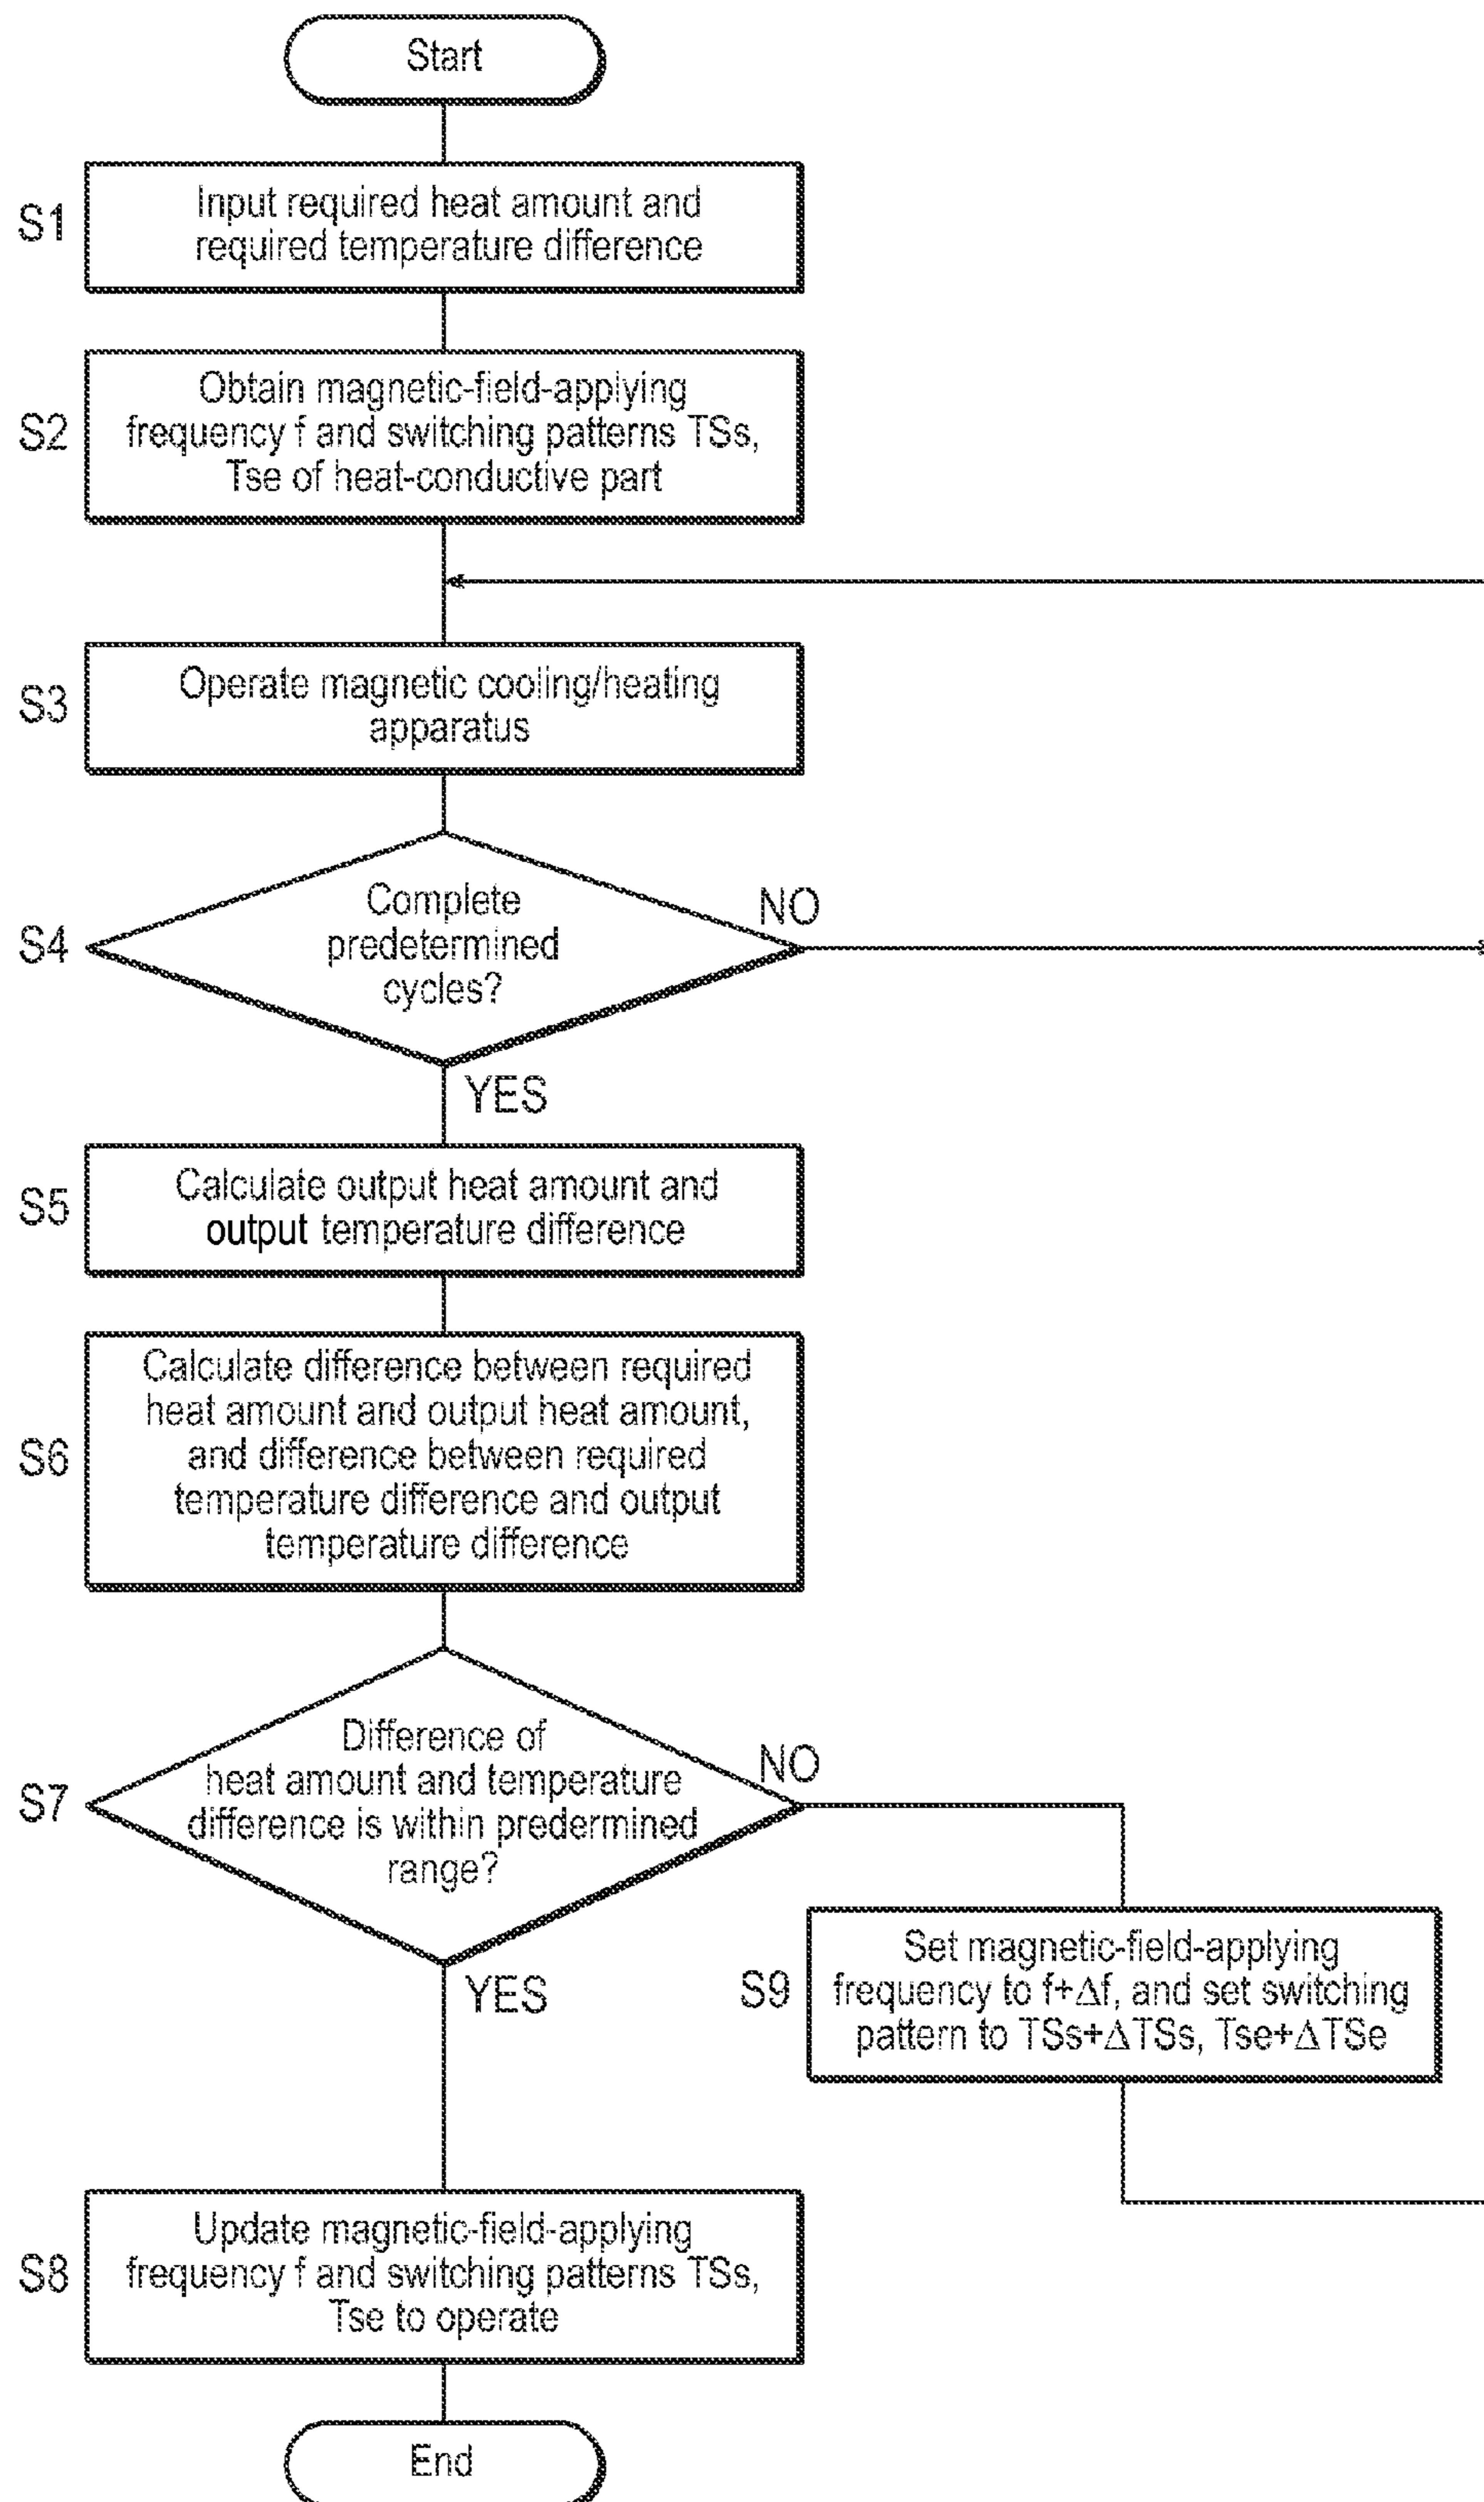 Start
S1
Input required heat amount and
required temperature difference
S2
Obtain magnetic-field-applying
frequency f and switching patterns TSs,
Tse of heat-conductive part
S3
Operate magnetic cooling/heating
apparatus
S4
Complete
predetermined
cycles?
NO
YES
S5
Calculate output heat amount and
output temperature difference
S6
Calculate difference between required
heat amount and output heat amount,
and difference between required
temperature difference and output
temperature difference
S7
Difference of
heat amount and temperature
difference is within predermined
range?
NO
YES
S9
Set magnetic-field-applying
frequency to f+Δf, and set switching
pattern to TSs+ΔTSs, Tse+ΔTSe
S8
Update magnetic-field-applying
frequency f and switching patterns TSs,
Tse to operate
End